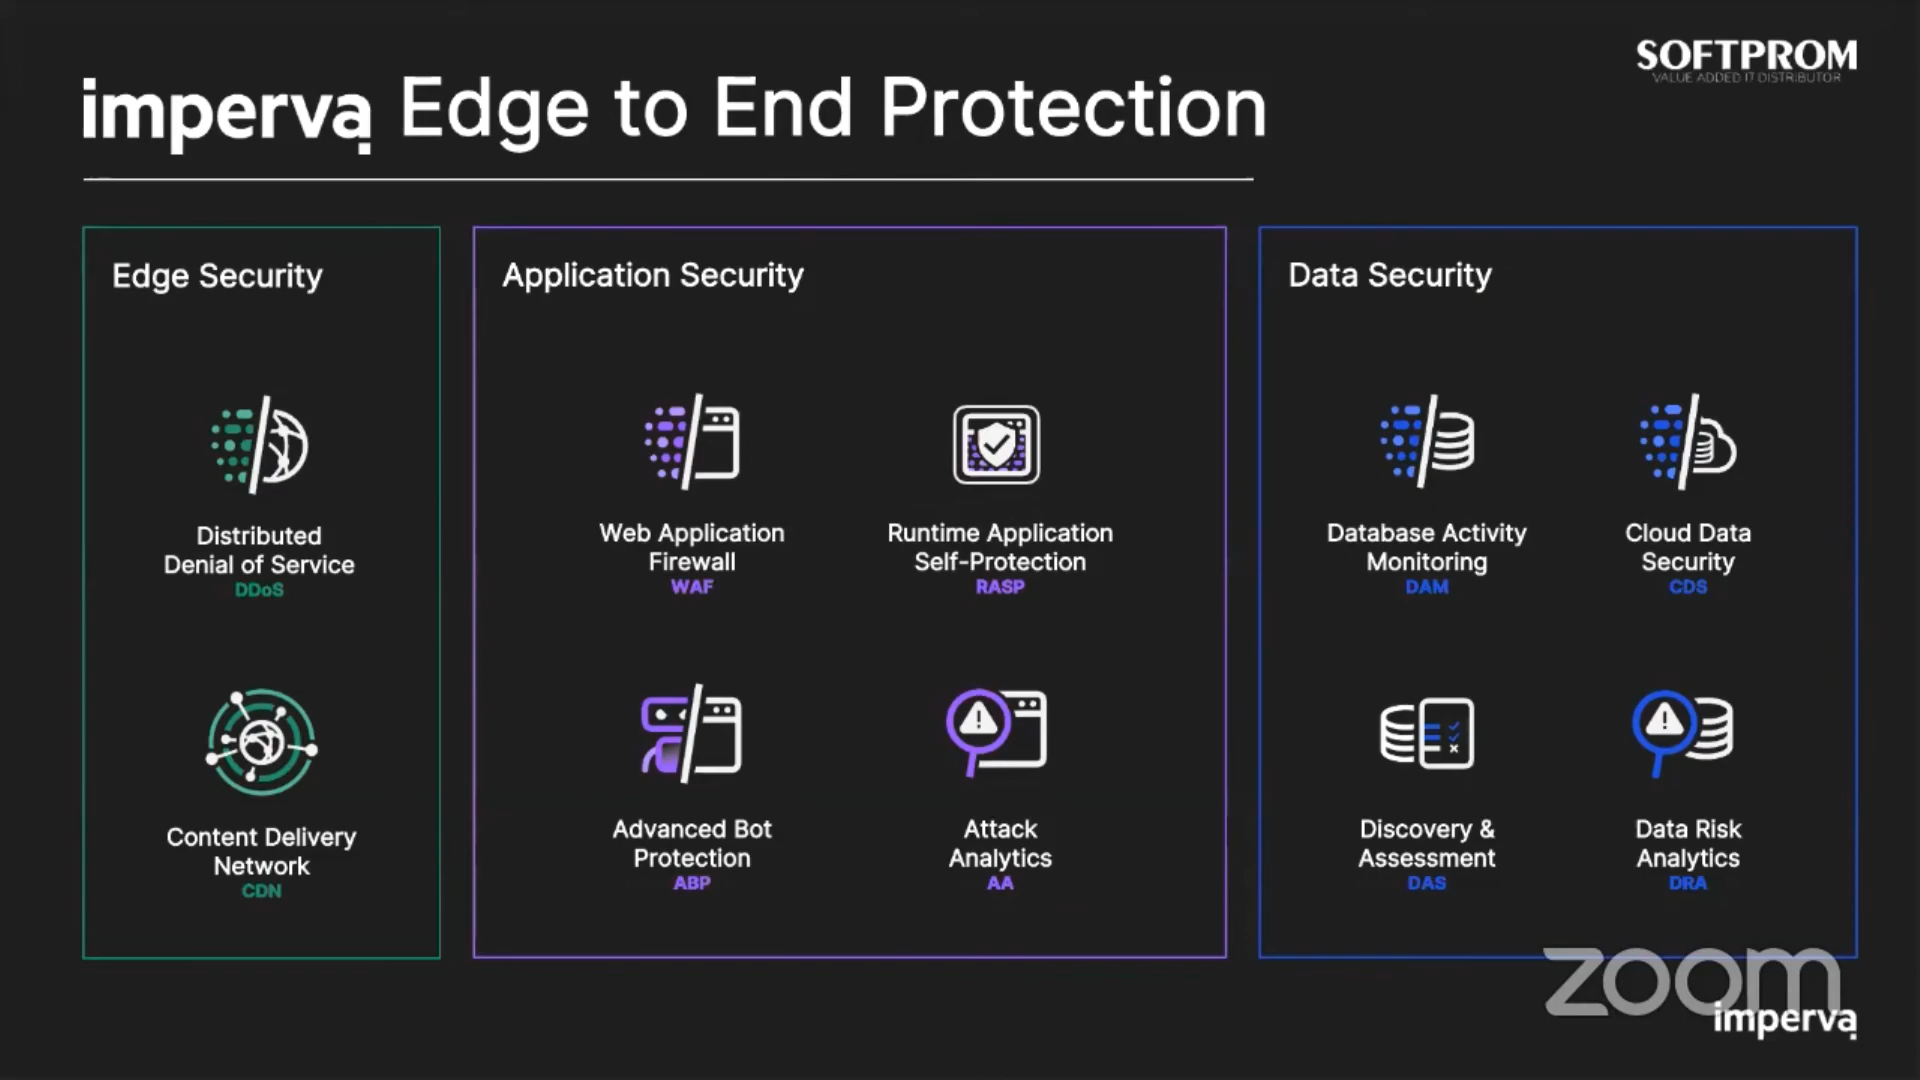 SOFTPROM
VALUE ADDED IT DISTRIBUTOR
imperva Edge to End Protection
Edge Security
Distributed
Denial of Service
DDoS
Content Delivery
Network
CDN
Application Security
Web Application
Firewall
WAF
Runtime Application
Self-Protection
RASP
Advanced Bot
Protection
ABP
Attack
Analytics
AA
Data Security
Database Activity
Monitoring
DAM
Cloud Data
Security
CDS
Discovery &
Assessment
DAS
Data Risk
Analytics
DRA
zoom
imperva